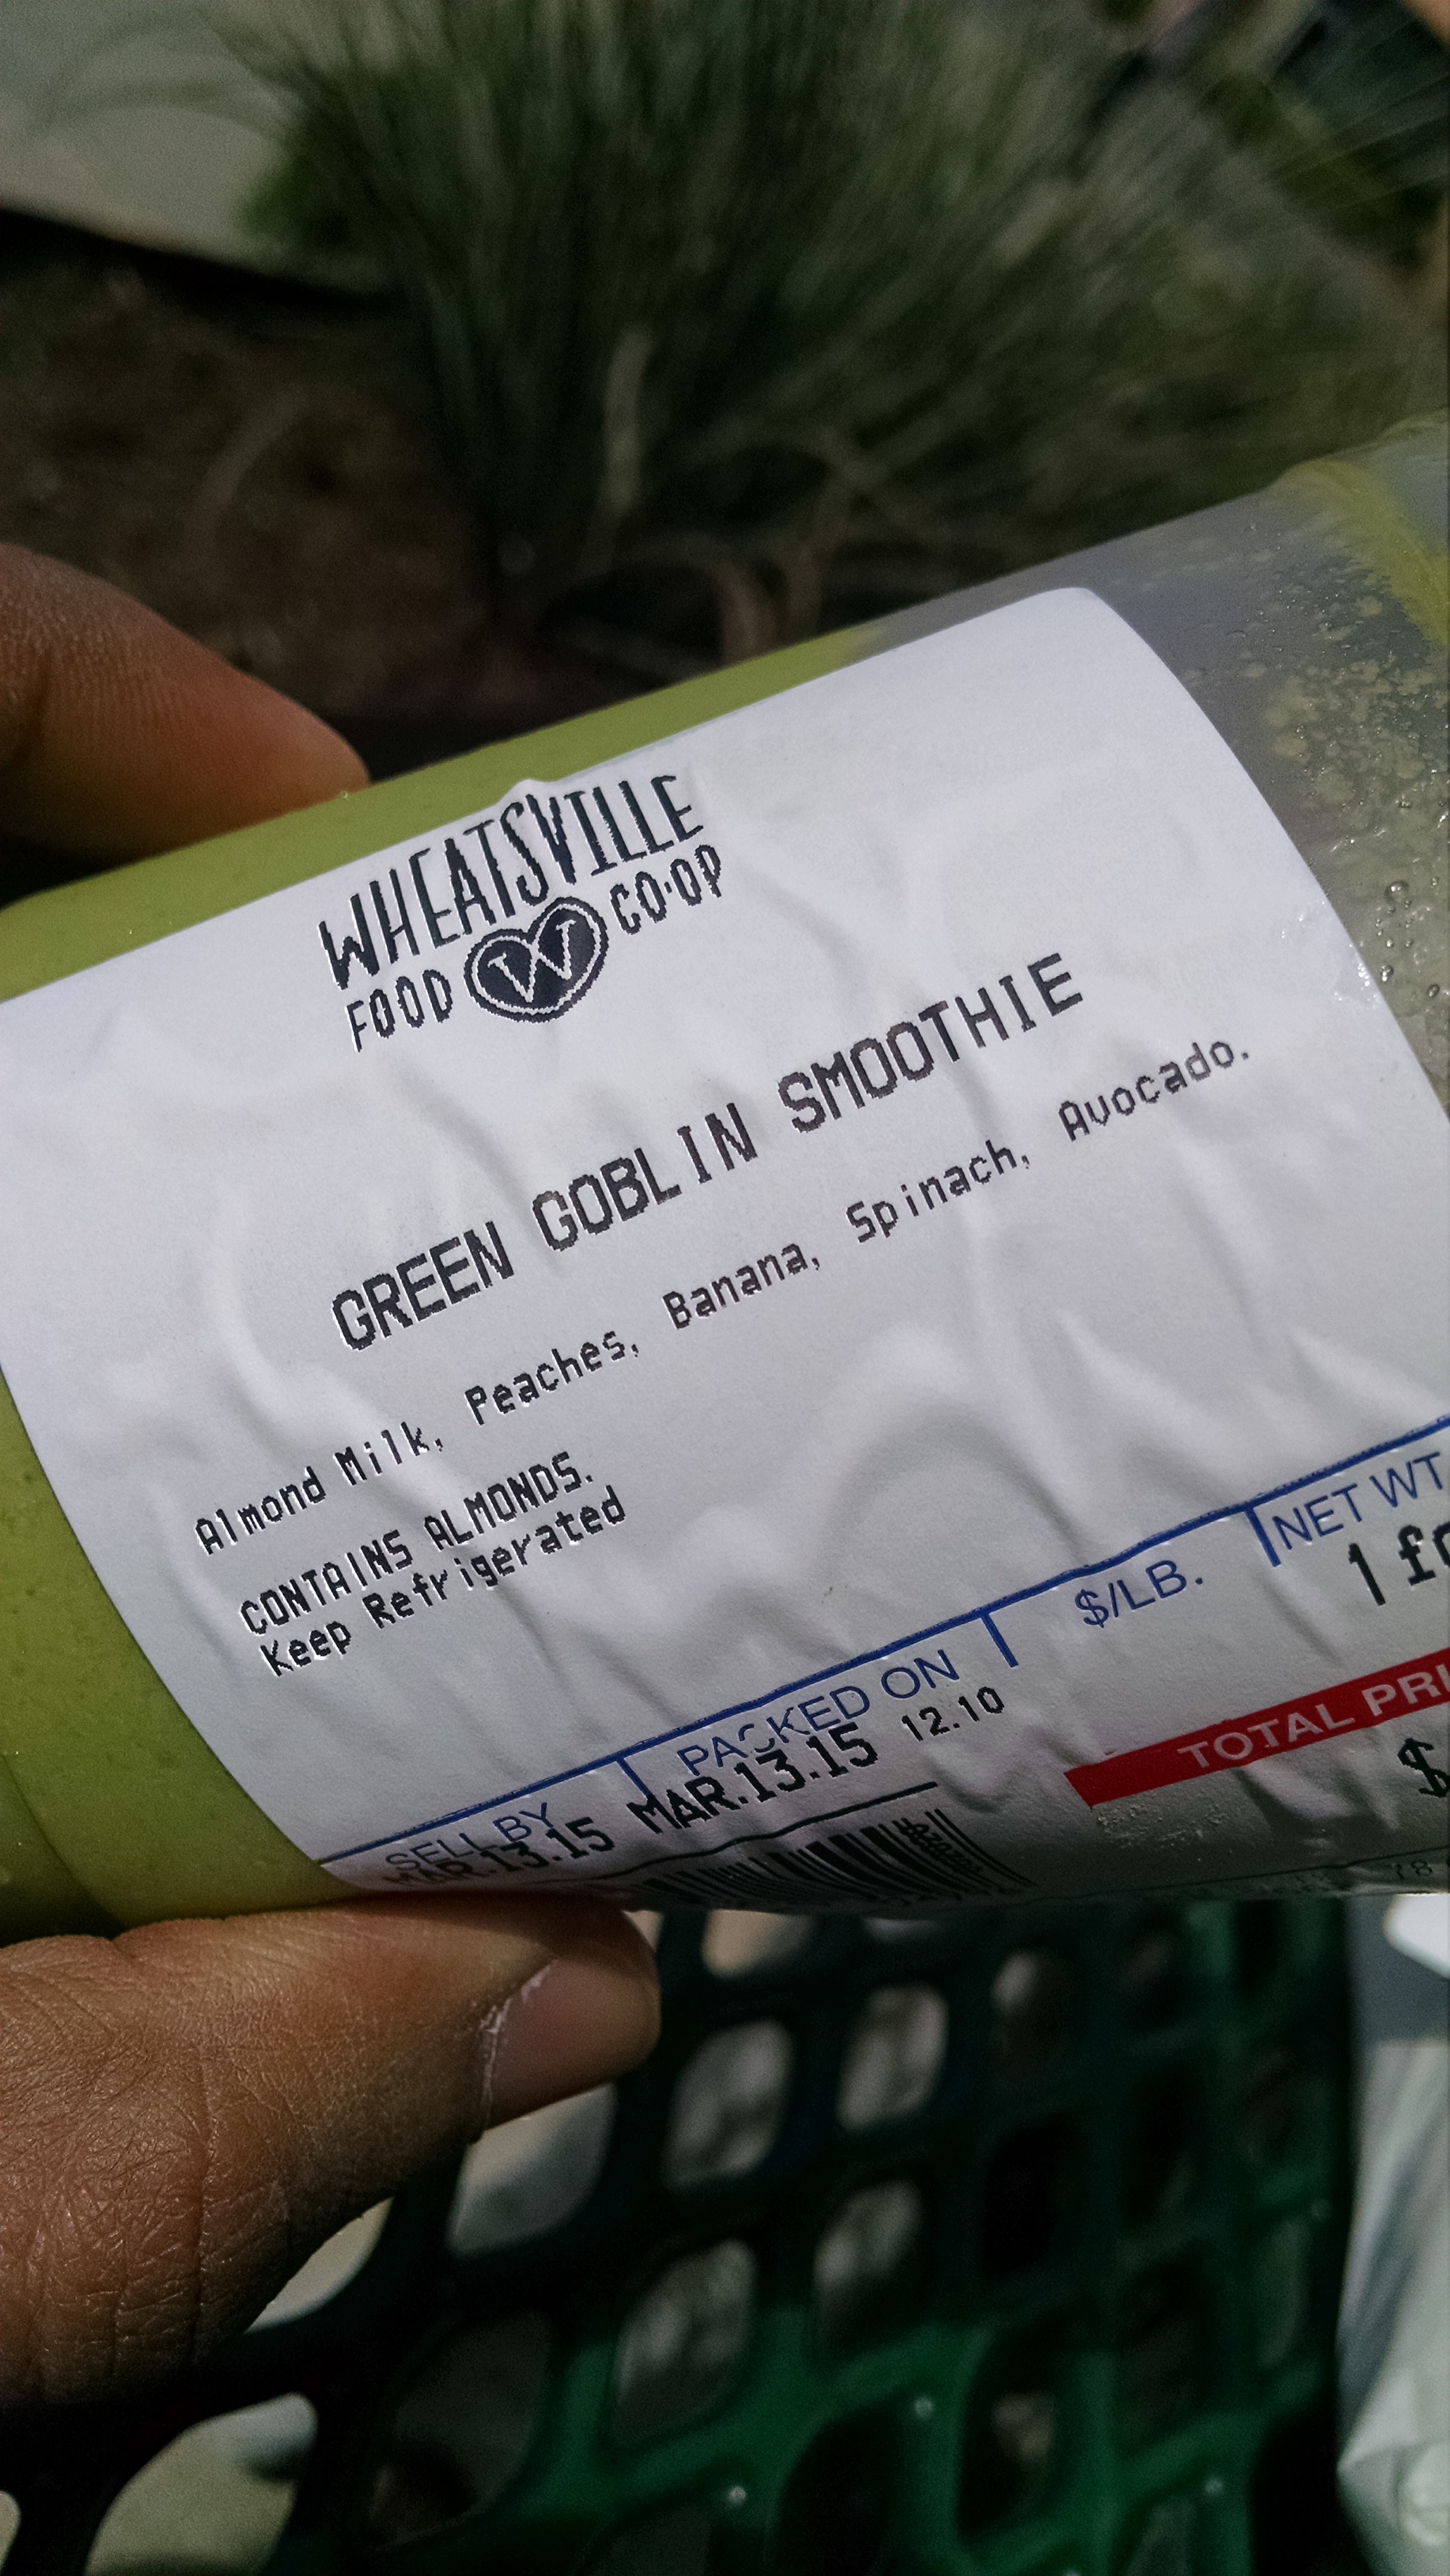 WHEATSVILLE
FOOD W CO·OP
GREEN GOBLIN SMOOTHIE
Almond Milk, Peaches, Banana, Spinach, Avocado.
CONTAINS ALMONDS.
Keep Refrigerated
SELL BY PACKED ON $/LB. NET WT
MAR.13.15 MAR.13.15 12.10 1
TOTAL
$